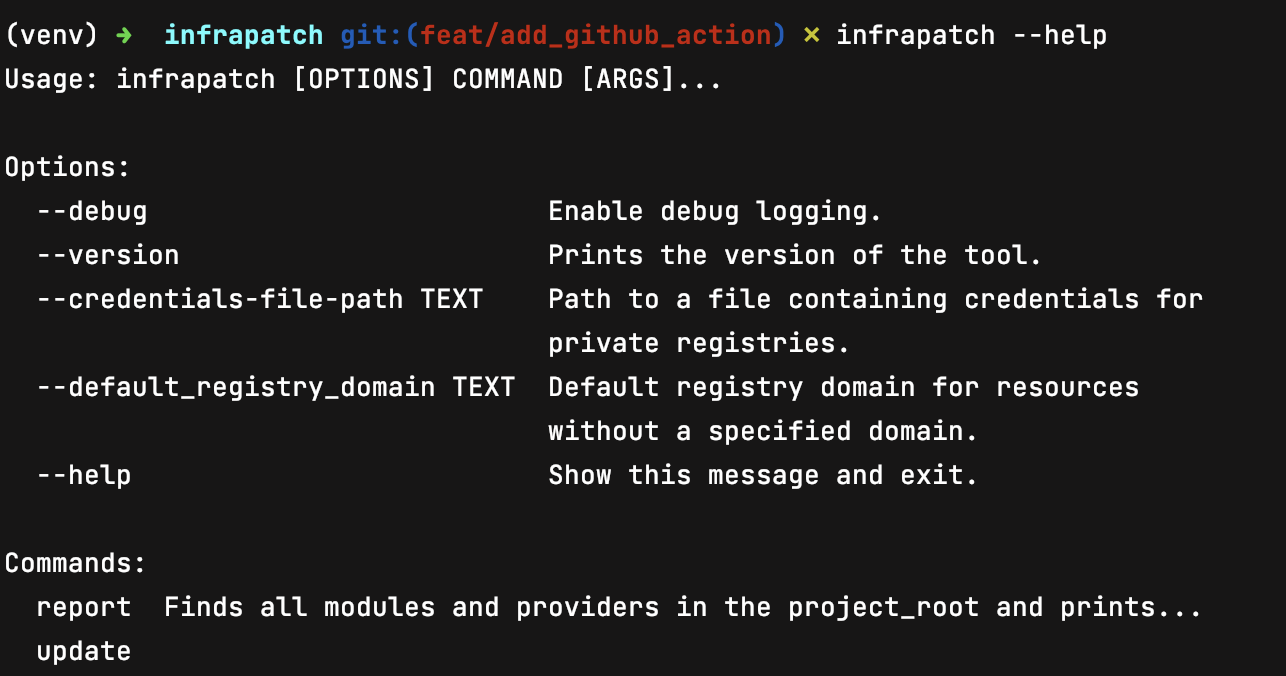 (venv) ➜  infrapatch git:(feat/add_github_action) ✗ infrapatch --help
Usage: infrapatch [OPTIONS] COMMAND [ARGS]...

Options:
  --debug                         Enable debug logging.
  --version                       Prints the version of the tool.
  --credentials-file-path TEXT    Path to a file containing credentials for
                                  private registries.
  --default_registry_domain TEXT  Default registry domain for resources
                                  without a specified domain.
  --help                          Show this message and exit.

Commands:
  report  Finds all modules and providers in the project_root and prints...
  update